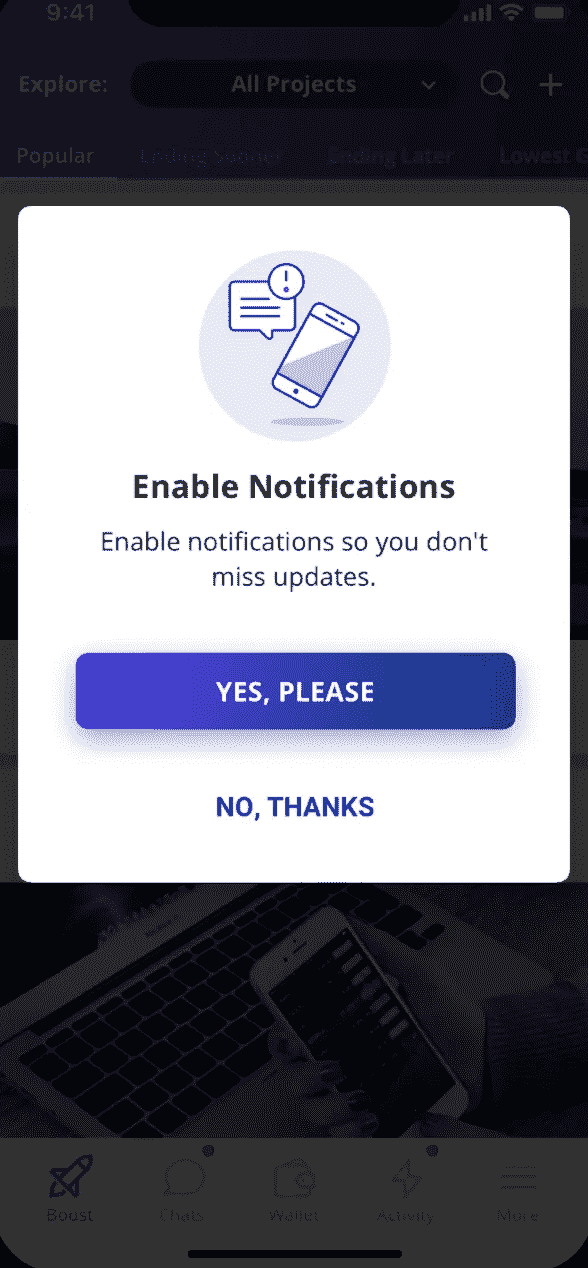 9:41
Explore:
All Projects
Popular
Ending Sooner
Ending Later
Lowest G
Enable Notifications
Enable notifications so you don't
miss updates.
YES, PLEASE
NO, THANKS
Boost
Chats
Wallet
Activity
More